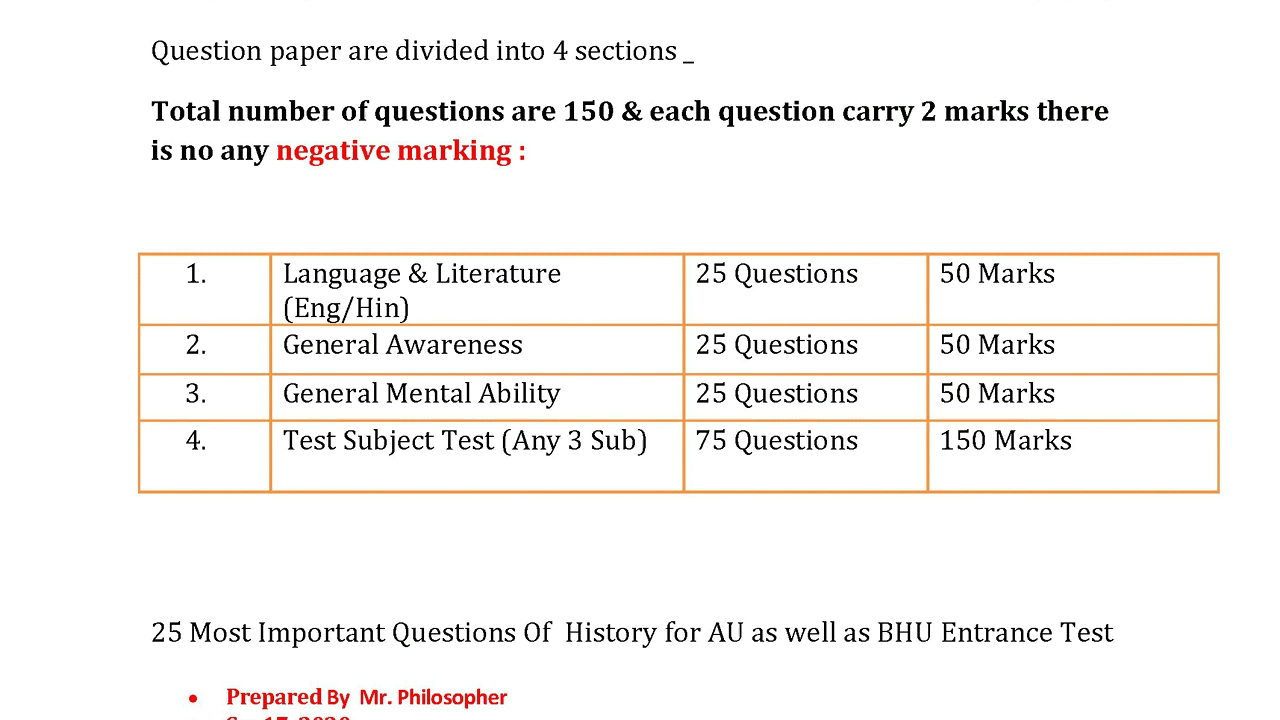 Question paper are divided into 4 sections _
Total number of questions are 150 & each question carry 2 marks there
is no any negative marking :
1. Language & Literature 25 Questions 50 Marks
(Eng/Hin)
2. General Awareness 25 Questions 50 Marks
3. General Mental Ability 25 Questions 50 Marks
4. Test Subject Test (Any 3 Sub) 75 Questions 150 Marks
25 Most Important Questions Of History for AU as well as BHU Entrance Test
• Prepared By Mr. Philosopher